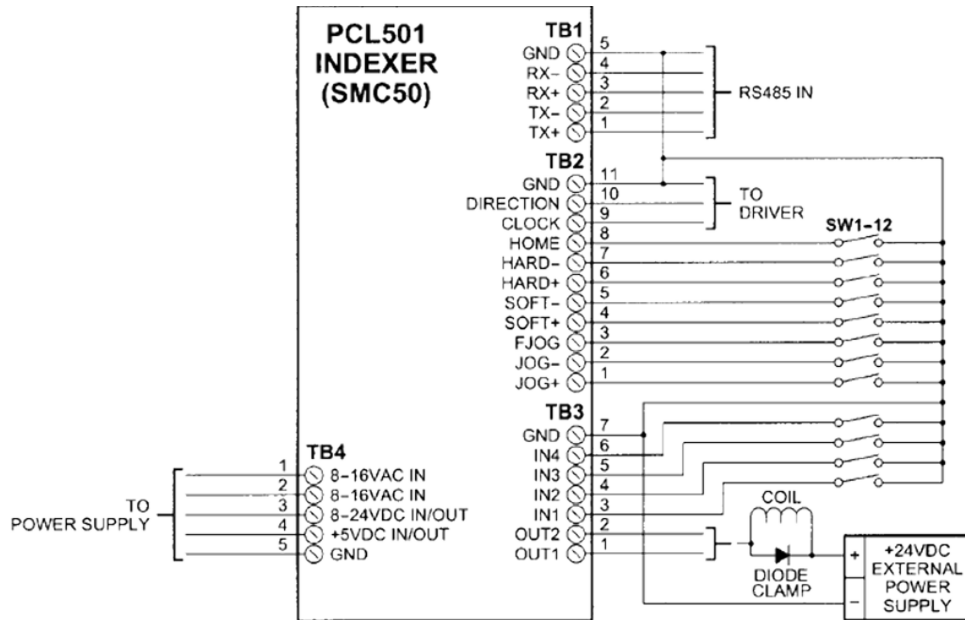 PCL501
INDEXER
(SMC50)
TB1
GND 5
RX− 4
RX+ 3
TX− 2
TX+ 1
RS485 IN
TB2
GND 11
DIRECTION 10
CLOCK 9
HOME 8
HARD− 7
HARD+ 6
SOFT− 5
SOFT+ 4
FJOG 3
JOG− 2
JOG+ 1
TO
DRIVER
SW1-12
TB3
GND 7
IN4 6
IN3 5
IN2 4
IN1 3
OUT2 2
OUT1 1
TB4
1 8-16VAC IN
2 8-16VAC IN
3 8-24VDC IN/OUT
4 +5VDC IN/OUT
5 GND
TO
POWER SUPPLY
COIL
DIODE
CLAMP
+
−
+24VDC
EXTERNAL
POWER
SUPPLY